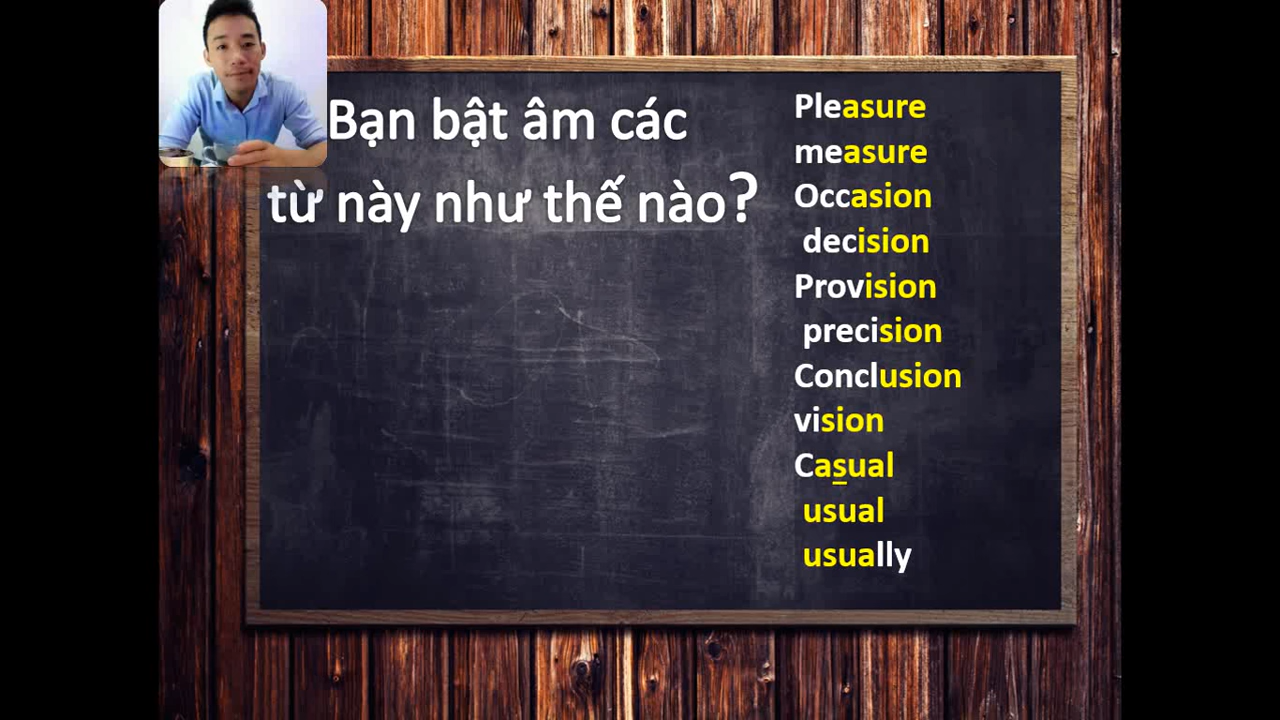 Bạn bật âm các
từ này như thế nào?
Pleasure
measure
Occasion
decision
Provision
precision
Conclusion
vision
Casual
usual
usually